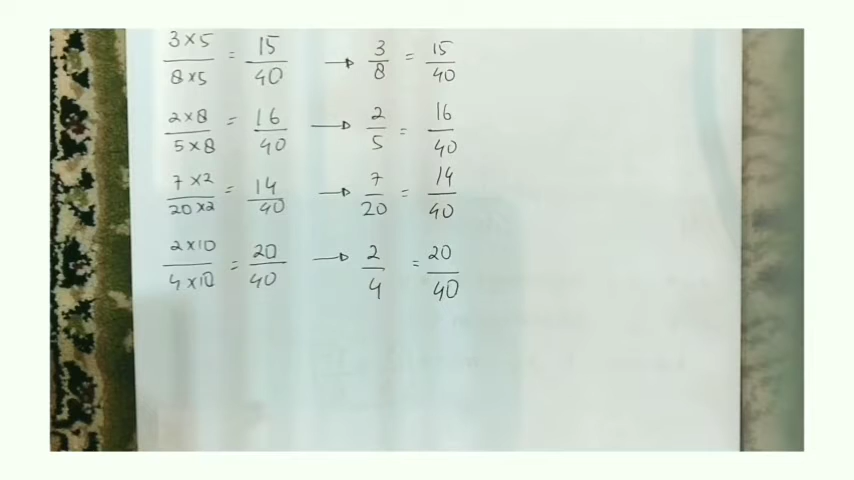 3 × 5 / 8 × 5 = 15 / 40 → 3 / 8 = 15 / 40
2 × 8 / 5 × 8 = 16 / 40 → 2 / 5 = 16 / 40
7 × 2 / 20 × 2 = 14 / 40 → 7 / 20 = 14 / 40
2 × 10 / 4 × 10 = 20 / 40 → 2 / 4 = 20 / 40